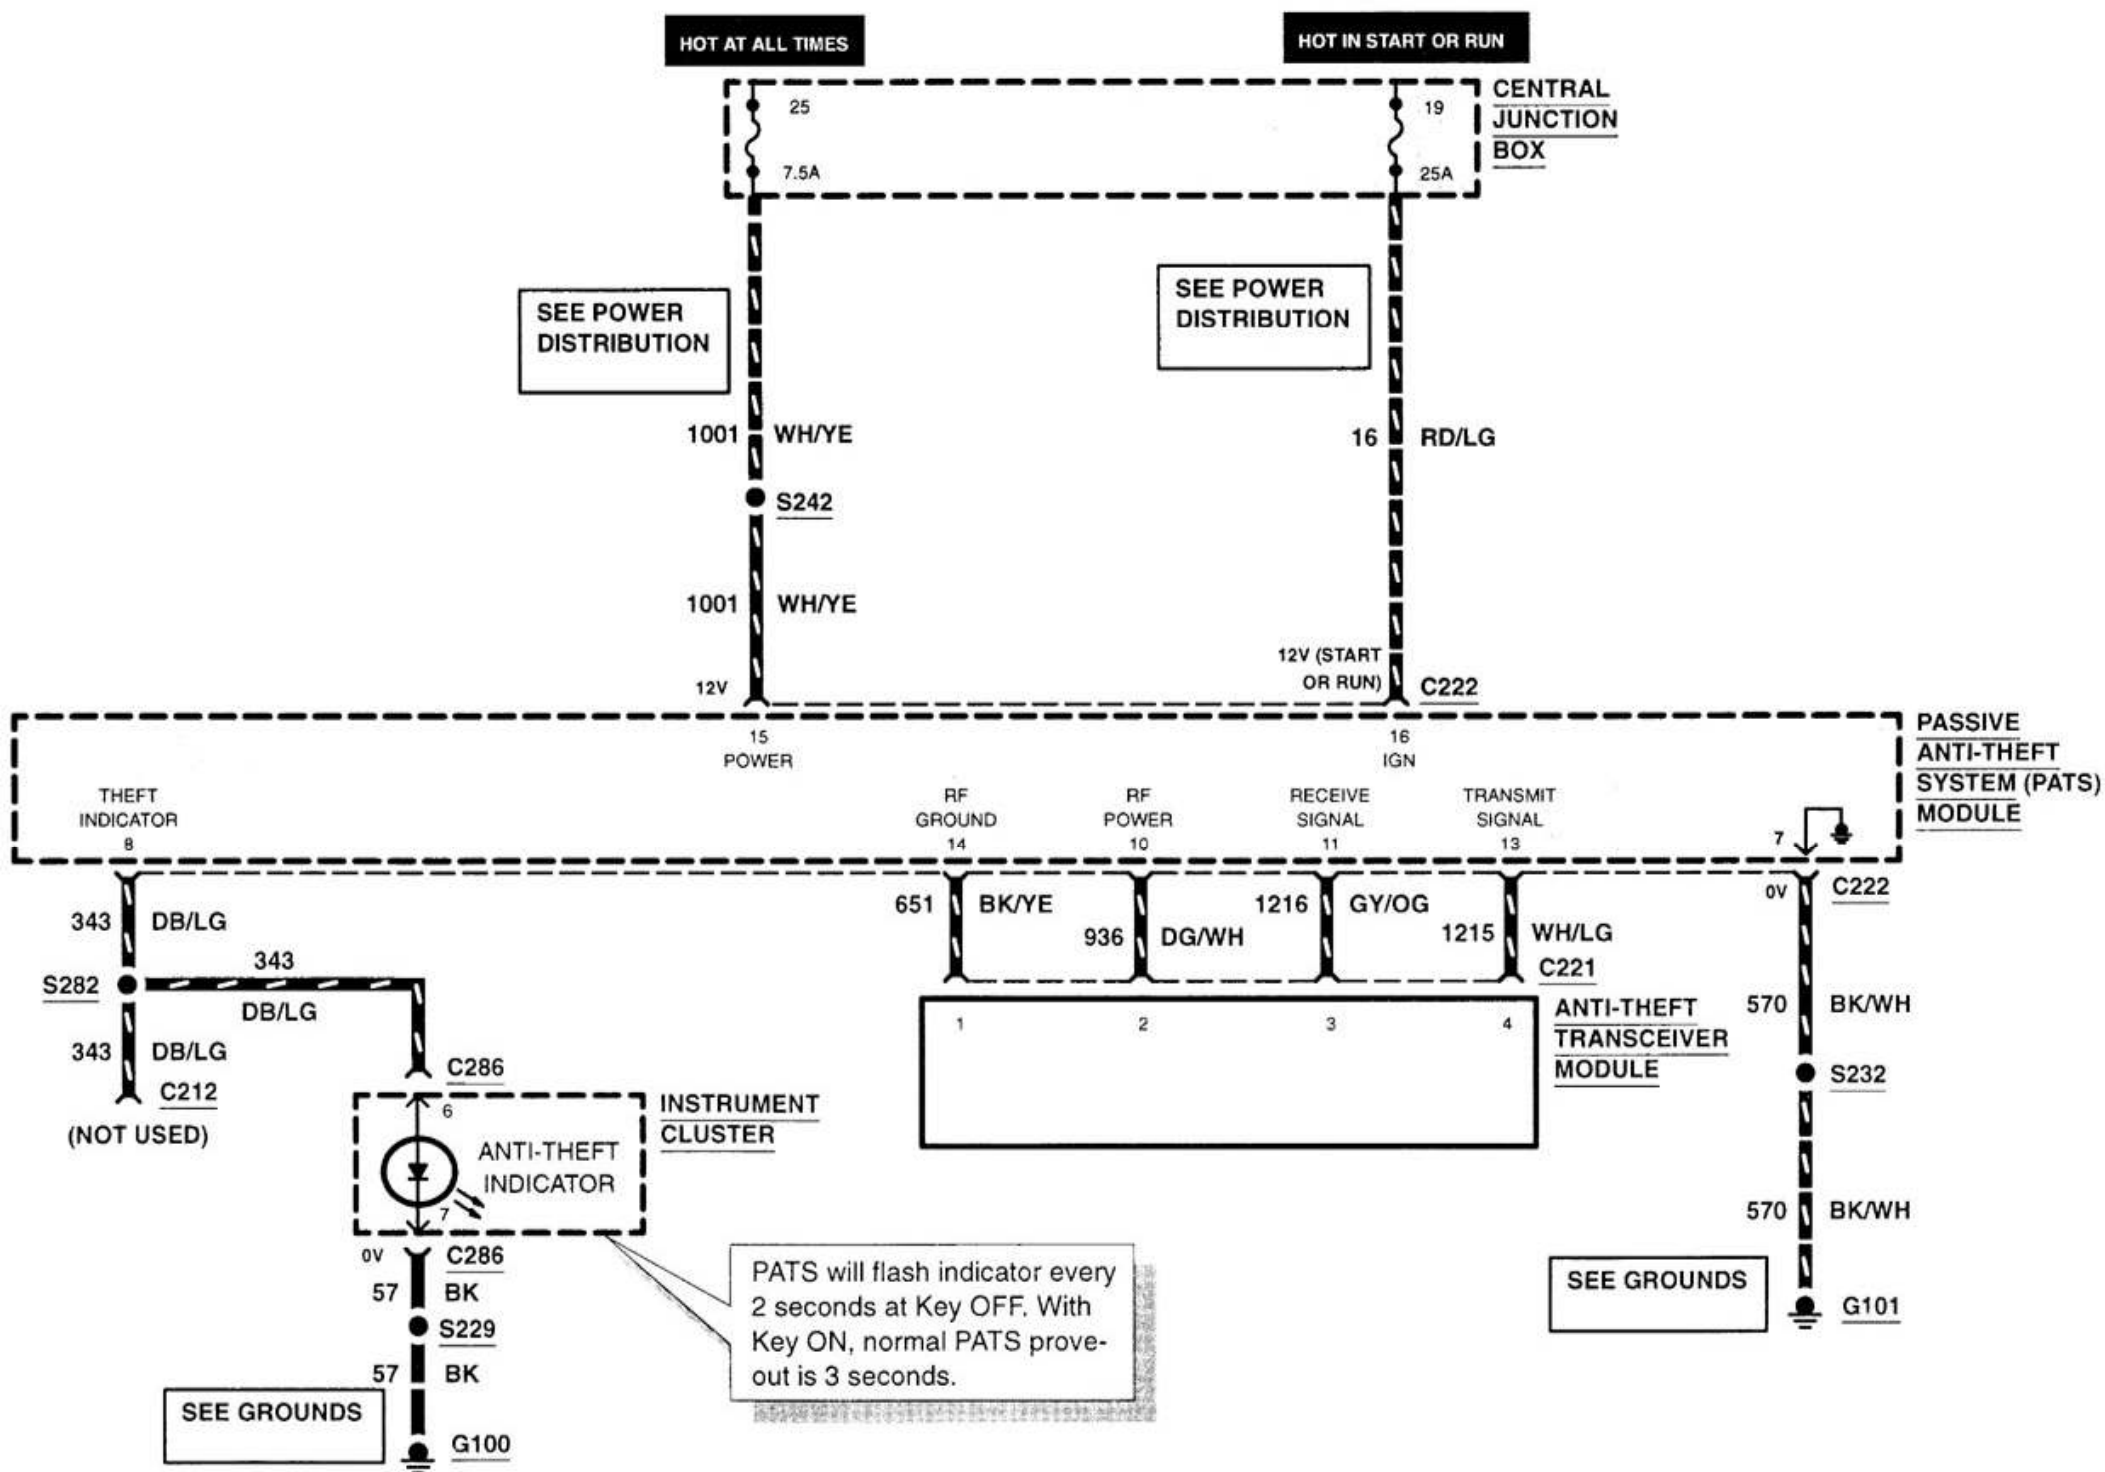 HOT AT ALL TIMES
HOT IN START OR RUN
25
7.5A
19
25A
CENTRAL
JUNCTION
BOX
SEE POWER
DISTRIBUTION
SEE POWER
DISTRIBUTION
1001 WH/YE
16 RD/LG
S242
1001 WH/YE
12V
12V (START
OR RUN)
C222
15
POWER
16
IGN
PASSIVE
ANTI-THEFT
SYSTEM (PATS)
MODULE
THEFT
INDICATOR
8
RF
GROUND
14
RF
POWER
10
RECEIVE
SIGNAL
11
TRANSMIT
SIGNAL
13
7
0V
C222
343 DB/LG
651 BK/YE
936 DG/WH
1216 GY/OG
1215 WH/LG
C221
S282
343
DB/LG
343 DB/LG
C212
(NOT USED)
C286
6
INSTRUMENT
CLUSTER
ANTI-THEFT
INDICATOR
7
0V
C286
57 BK
S229
57 BK
SEE GROUNDS
G100
1
2
3
4
ANTI-THEFT
TRANSCEIVER
MODULE
570 BK/WH
S232
570 BK/WH
SEE GROUNDS
G101
PATS will flash indicator every
2 seconds at Key OFF. With
Key ON, normal PATS prove-
out is 3 seconds.